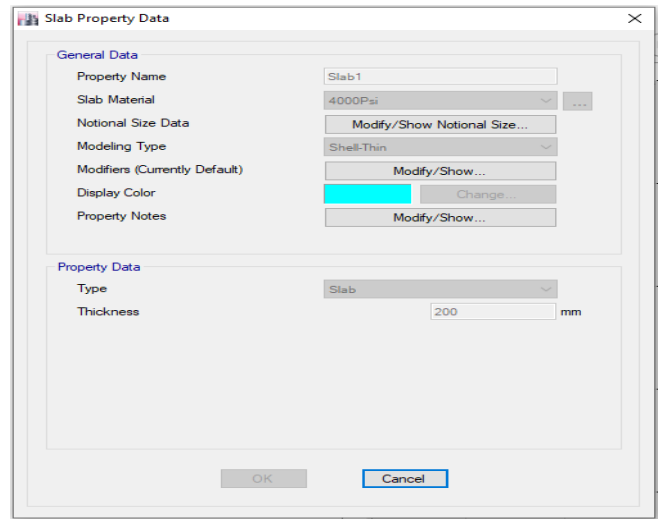 Slab Property Data
General Data
Property Name Slab1
Slab Material 4000Psi ...
Notional Size Data Modify/Show Notional Size...
Modeling Type Shell-Thin
Modifiers (Currently Default) Modify/Show...
Display Color Change...
Property Notes Modify/Show...
Property Data
Type Slab
Thickness 200 mm
OK Cancel